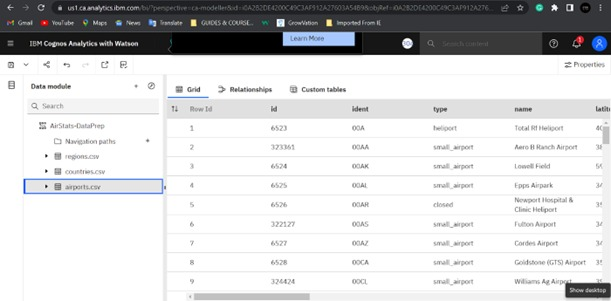 us1.ca.analytics.ibm.com/bi/?perspective=ca-modeller&id=i0A2B2DE4200C49C3AF912A27603A54B9&objRef=i0A2B2DE4200C49C3AF912A276...
Gmail YouTube Maps News Translate GUIDES & COURSE... GrowVation Imported From IE
Learn More
IBM Cognos Analytics with Watson
Search content
1
Properties
Data module
Grid Relationships Custom tables
Search
Row Id id ident type name latit
AirStats-DataPrep
Navigation paths
regions.csv
countries.csv
airports.csv
1 6523 00A heliport Total Rf Heliport 40
2 323361 00AA small_airport Aero B Ranch Airport 38
3 6524 00AK small_airport Lowell Field 59
4 6525 00AL small_airport Epps Airpark 34
5 6526 00AR closed Newport Hospital & Clinic Heliport 35
6 322127 00AS small_airport Fulton Airport 34
7 6527 00AZ small_airport Cordes Airport 34
8 6528 00CA small_airport Goldstone (GTS) Airport 35
9 324424 00CL small_airport Williams Ag Airport 39
Show desktop